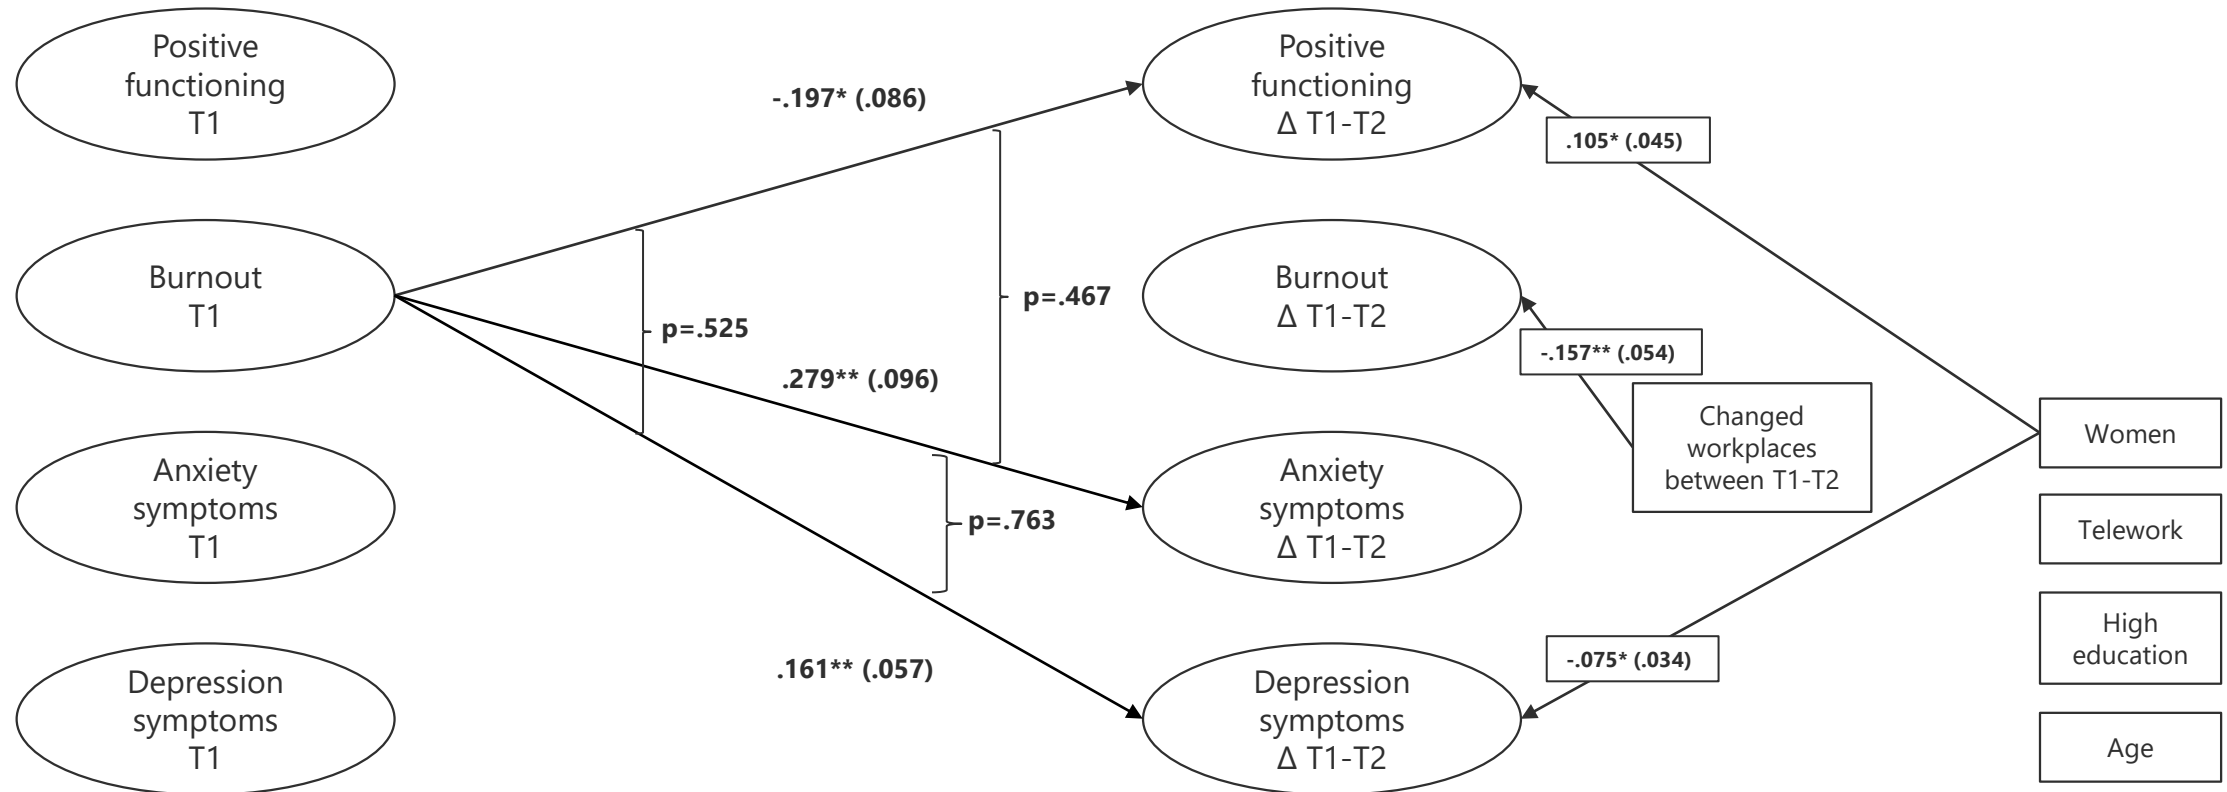 Positive
functioning
T1
Burnout
T1
Anxiety
symptoms
T1
Depression
symptoms
T1
-.197* (.086)
p=.525
p=.467
.279** (.096)
p=.763
.161** (.057)
Positive
functioning
Δ T1-T2
Burnout
Δ T1-T2
Anxiety
symptoms
Δ T1-T2
Depression
symptoms
Δ T1-T2
.105* (.045)
-.157** (.054)
Changed
workplaces
between T1-T2
-.075* (.034)
Women
Telework
High
education
Age